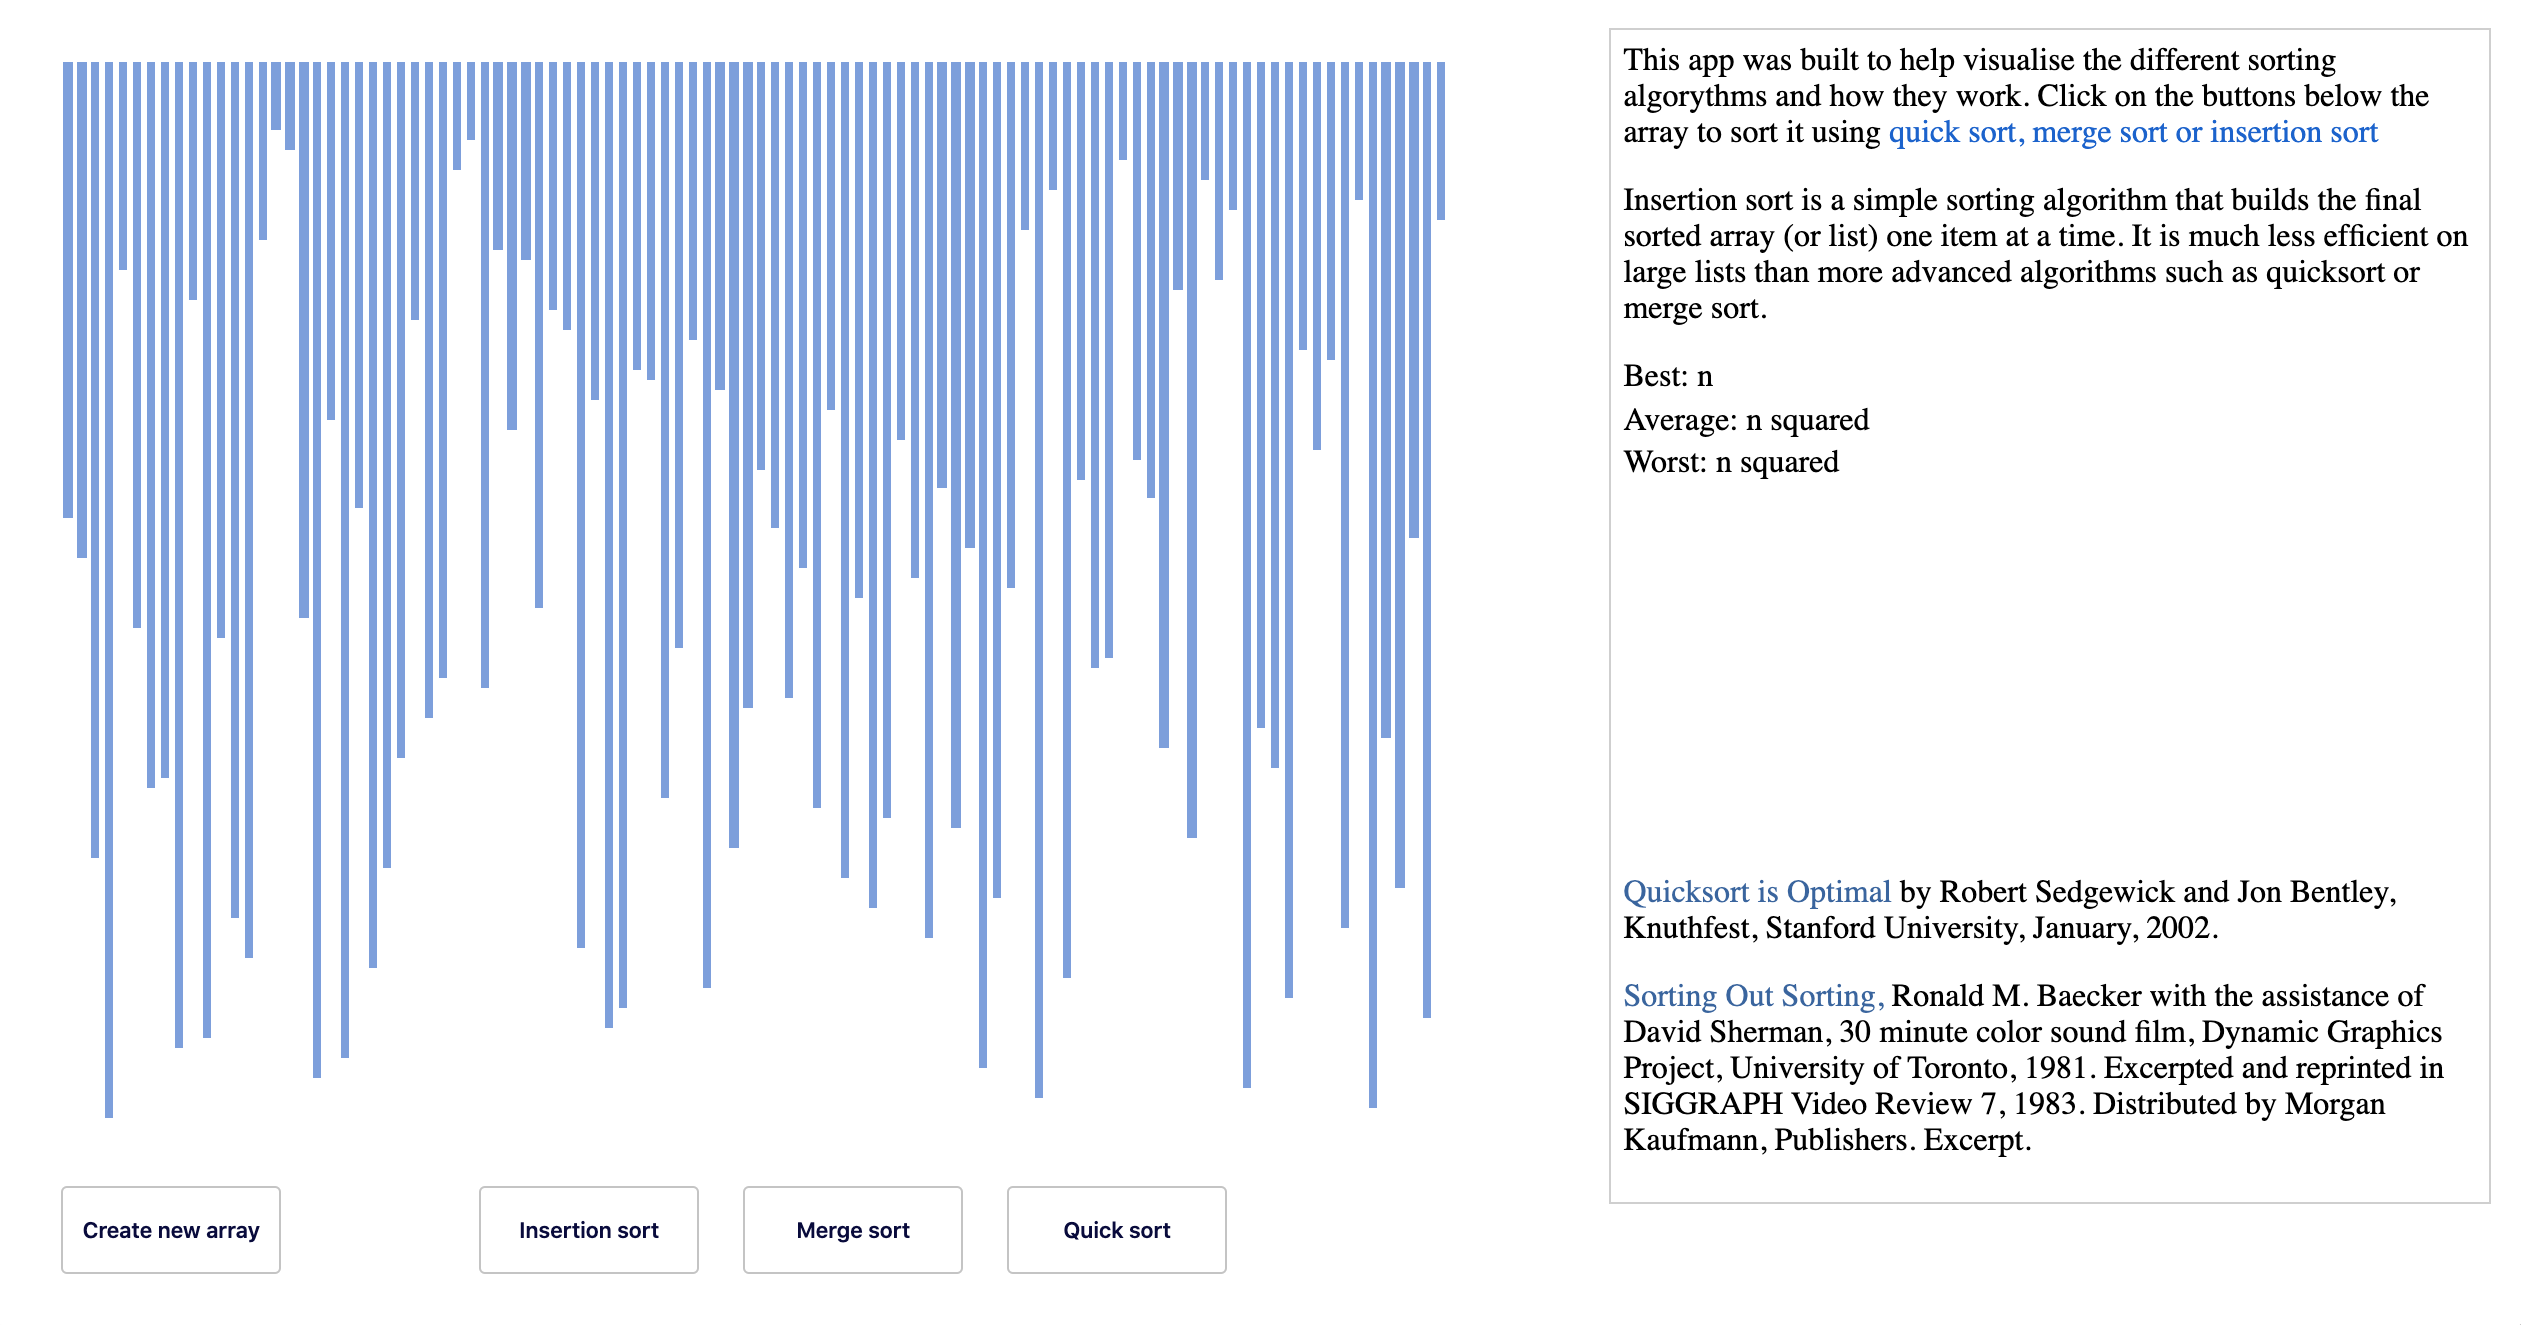 This app was built to help visualise the different sorting
algorythms and how they work. Click on the buttons below the
array to sort it using quick sort, merge sort or insertion sort
Insertion sort is a simple sorting algorithm that builds the final
sorted array (or list) one item at a time. It is much less efficient on
large lists than more advanced algorithms such as quicksort or
merge sort.
Best: n
Average: n squared
Worst: n squared
Quicksort is Optimal by Robert Sedgewick and Jon Bentley,
Knuthfest, Stanford University, January, 2002.
Sorting Out Sorting, Ronald M. Baecker with the assistance of
David Sherman, 30 minute color sound film, Dynamic Graphics
Project, University of Toronto, 1981. Excerpted and reprinted in
SIGGRAPH Video Review 7, 1983. Distributed by Morgan
Kaufmann, Publishers. Excerpt.
Create new array
Insertion sort
Merge sort
Quick sort